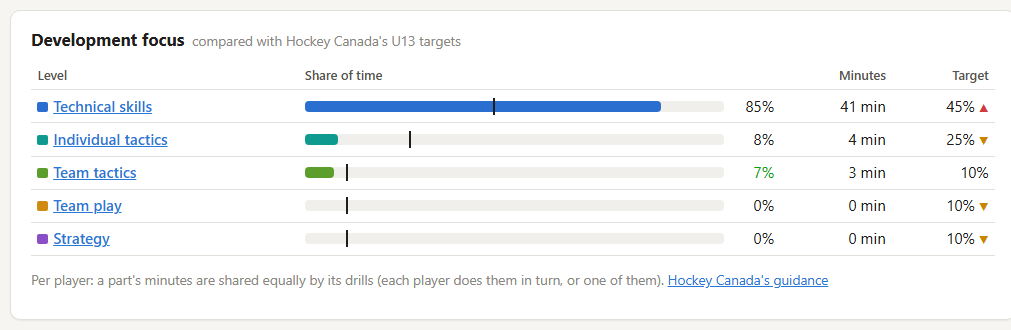 Development focus compared with Hockey Canada's U13 targets
Level Share of time Minutes Target
Technical skills 85% 41 min 45% ▲
Individual tactics 8% 4 min 25% ▼
Team tactics 7% 3 min 10%
Team play 0% 0 min 10% ▼
Strategy 0% 0 min 10% ▼
Per player: a part's minutes are shared equally by its drills (each player does them in turn, or one of them). Hockey Canada's guidance